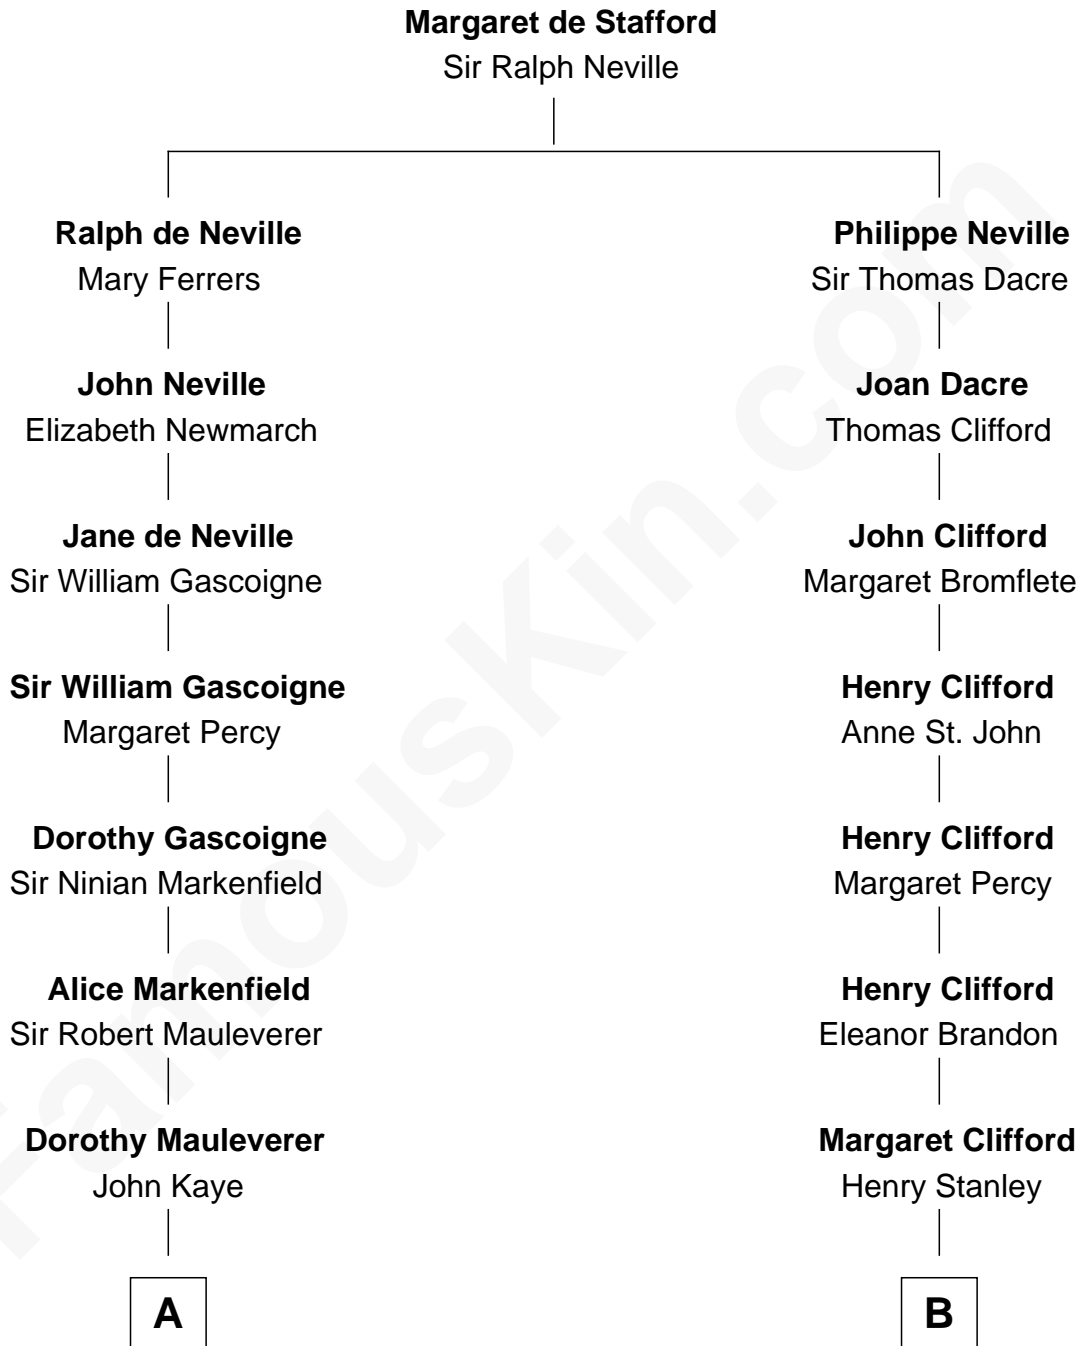 Margaret de Stafford
Sir Ralph Neville
Ralph de Neville
Mary Ferrers
John Neville
Elizabeth Newmarch
Jane de Neville
Sir William Gascoigne
Sir William Gascoigne
Margaret Percy
Dorothy Gascoigne
Sir Ninian Markenfield
Alice Markenfield
Sir Robert Mauleverer
Dorothy Mauleverer
John Kaye
A
Philippe Neville
Sir Thomas Dacre
Joan Dacre
Thomas Clifford
John Clifford
Margaret Bromflete
Henry Clifford
Anne St. John
Henry Clifford
Margaret Percy
Henry Clifford
Eleanor Brandon
Margaret Clifford
Henry Stanley
B
FamousKin.com